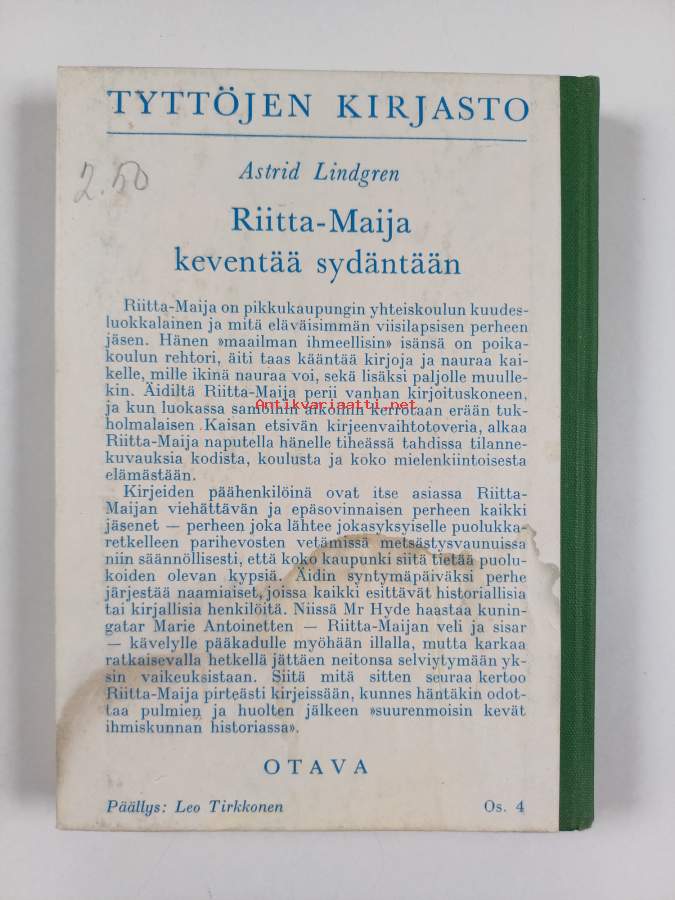 TYTTÖJEN KIRJASTO
2.50
Astrid Lindgren
Riitta-Maija
keventää sydäntään
Riitta-Maija on pikkukaupungin yhteiskoulun kuudes-
luokkalainen ja mitä eläväisimmän viisilapsisen perheen
jäsen. Hänen »maailman ihmeellisin» isänsä on poika-
koulun rehtori, äiti taas kääntää kirjoja ja nauraa kai-
kelle, mille ikinä nauraa voi, sekä lisäksi paljolle muulle-
kin. Äidiltä Riitta-Maija perii vanhan kirjoituskoneen,
Antikvariaatti.net
ja kun luokassa samoihin aikoihin kerrotaan erään tuk-
holmalaisen Kaisan etsivän kirjeenvaihtotoveria, alkaa
Riitta-Maija naputella hänelle tiheässä tahdissa tilanne-
kuvauksia kodista, koulusta ja koko mielenkiintoisesta
elämästään.
Kirjeiden päähenkilöinä ovat itse asiassa Riitta-
Maijan viehättävän ja epäsovinnaisen perheen kaikki
jäsenet — perheen joka lähtee jokasyksyiselle puolukka-
retkelleen parihevosten vetämissä metsästysvaunuissa
niin säännöllisesti, että koko kaupunki siitä tietää puolu-
koiden olevan kypsiä. Äidin syntymäpäiväksi perhe
järjestää naamiaiset, joissa kaikki esittävät historiallisia
tai kirjallisia henkilöitä. Niissä Mr Hyde haastaa kunin-
gatar Marie Antoinetten — Riitta-Maijan veli ja sisar
— kävelylle pääkadulle myöhään illalla, mutta karkaa
ratkaisevalla hetkellä jättäen neitonsa selviytymään yk-
sin vaikeuksistaan. Siitä mitä sitten seuraa kertoo
Riitta-Maija pirteästi kirjeissään, kunnes häntäkin odot-
taa pulmien ja huolten jälkeen »suurenmoisin kevät
ihmiskunnan historiassa».
OTAVA
Päällys: Leo Tirkkonen Os. 4